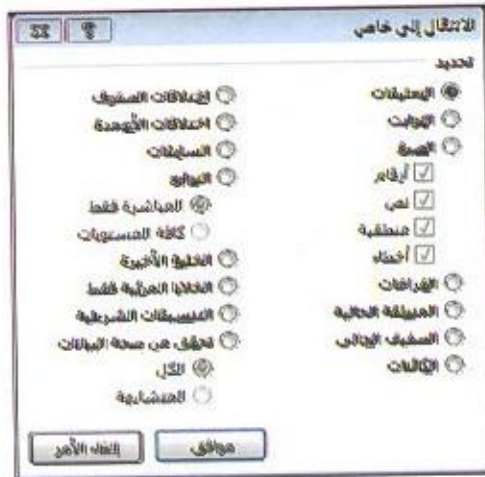 الانتقال إلى خاص
تحديد
التعليقات
الثوابت
الصيغ
أرقام
نص
منطقية
أخطاء
الفراغات
المنطقة الحالية
الصفيف الحالي
الكائنات
اختلافات الصفوف
اختلافات الأعمدة
السابقات
التوابع
المباشرة فقط
كافة المستويات
الخلية الأخيرة
الخلايا المرئية فقط
التنسيقات الشرطية
تحقق من صحة البيانات
الكل
المتشابهة
موافق
إلغاء الأمر